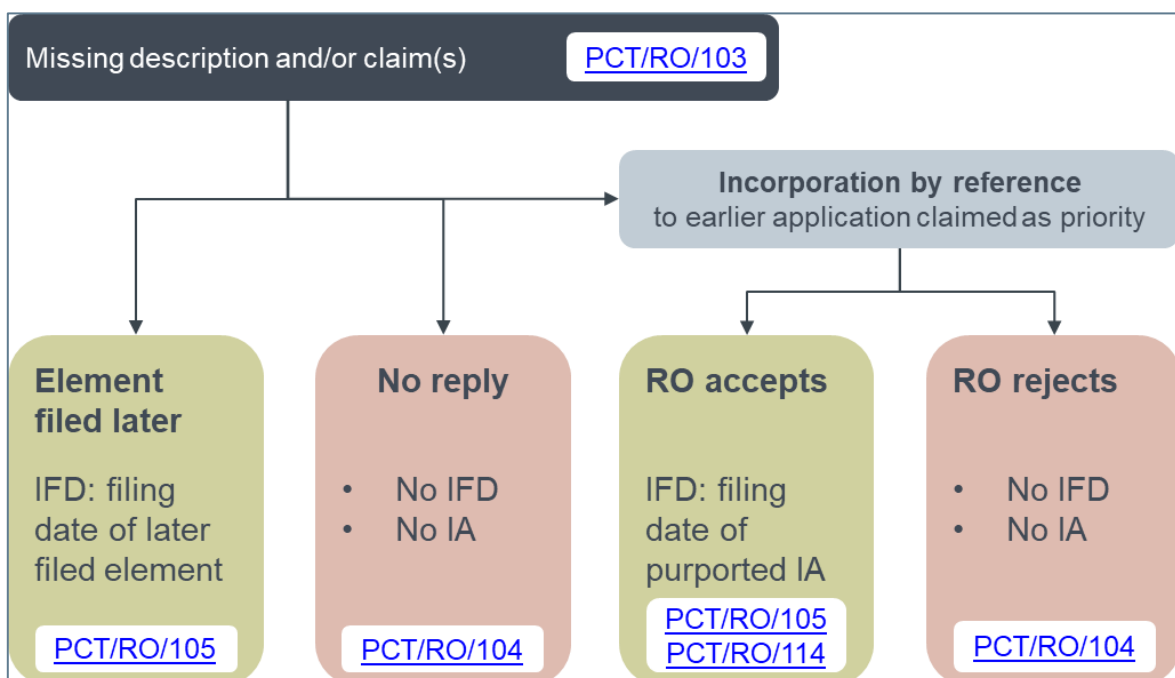 Missing description and/or claim(s)
PCT/RO/103
Incorporation by reference
to earlier application claimed as priority
Element
filed later
IFD: filing
date of later
filed element
PCT/RO/105
No reply
• No IFD
• No IA
PCT/RO/104
RO accepts
IFD: filing
date of
purported IA
PCT/RO/105
PCT/RO/114
RO rejects
• No IFD
• No IA
PCT/RO/104